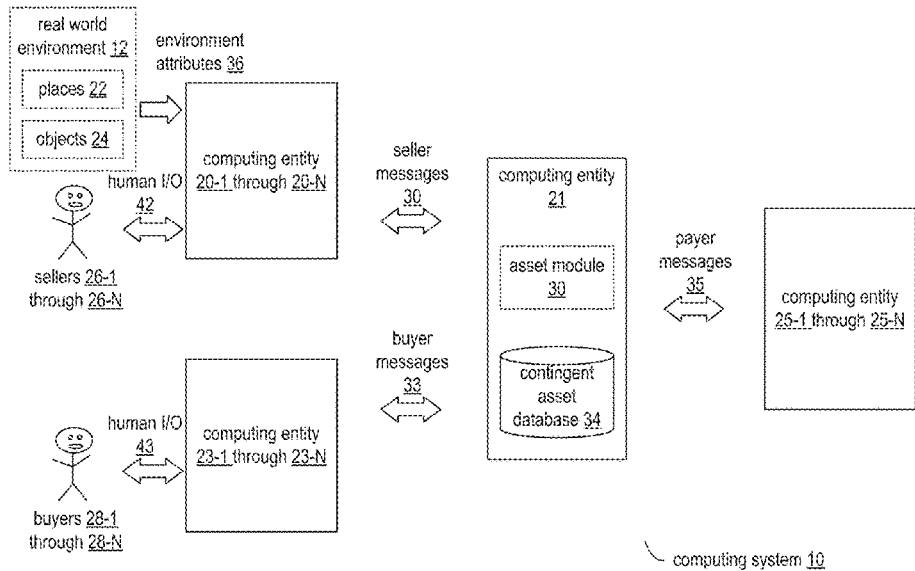 real world
environment 12
places 22
objects 24
environment
attributes 36
computing entity
20-1 through 20-N
human I/O
42
sellers 26-1
through 26-N
seller
messages
30
computing entity
21
asset module
30
contingent
asset
database 34
payer
messages
35
computing entity
25-1 through 25-N
buyer
messages
33
computing entity
23-1 through 23-N
human I/O
43
buyers 28-1
through 28-N
computing system 10